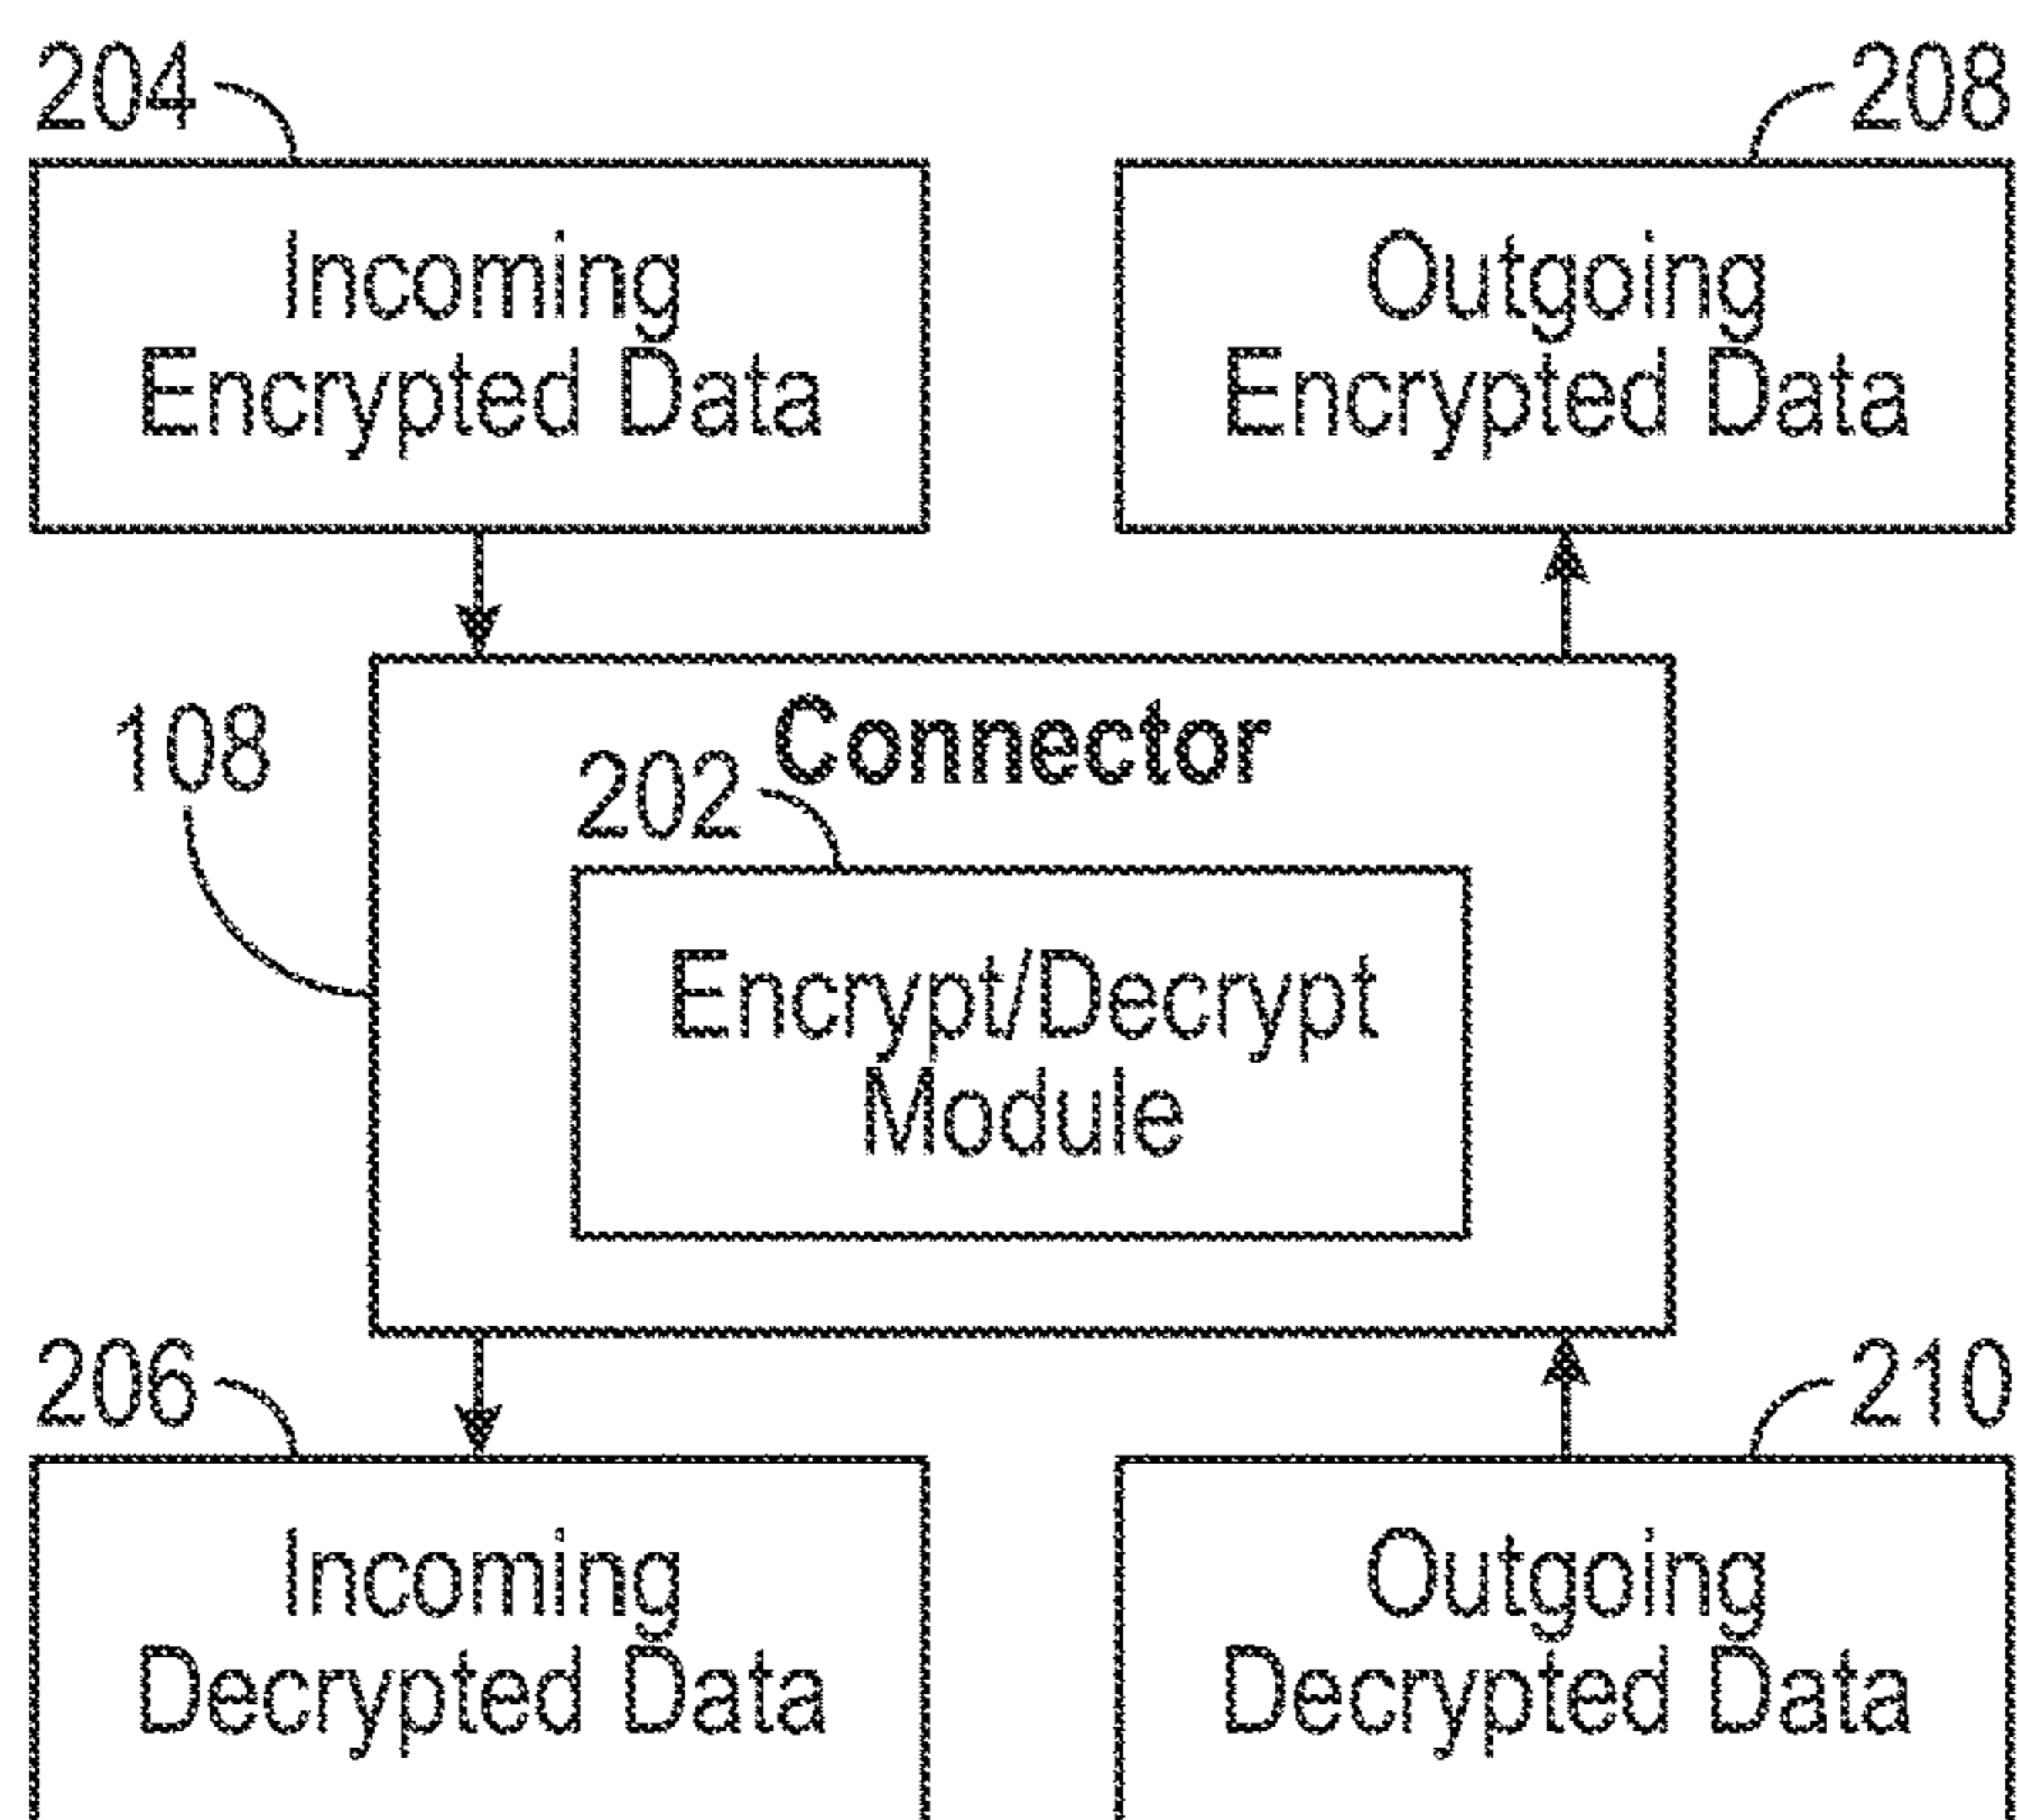 204
208
Incoming
Encrypted Data
Outgoing
Encrypted Data
108
Connector
202
Encrypt/Decrypt
Module
206
210
Incoming
Decrypted Data
Outgoing
Decrypted Data